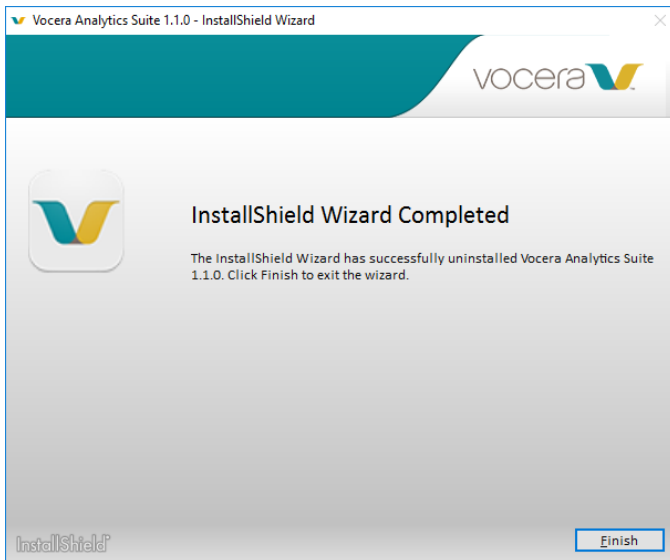 Vocera Analytics Suite 1.1.0 - InstallShield Wizard
vocera
InstallShield Wizard Completed
The InstallShield Wizard has successfully uninstalled Vocera Analytics Suite
1.1.0. Click Finish to exit the wizard.
InstallShield
Finish